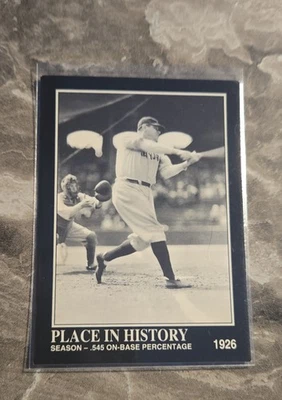 PLACE IN HISTORY
SEASON – .545 ON-BASE PERCENTAGE 1926